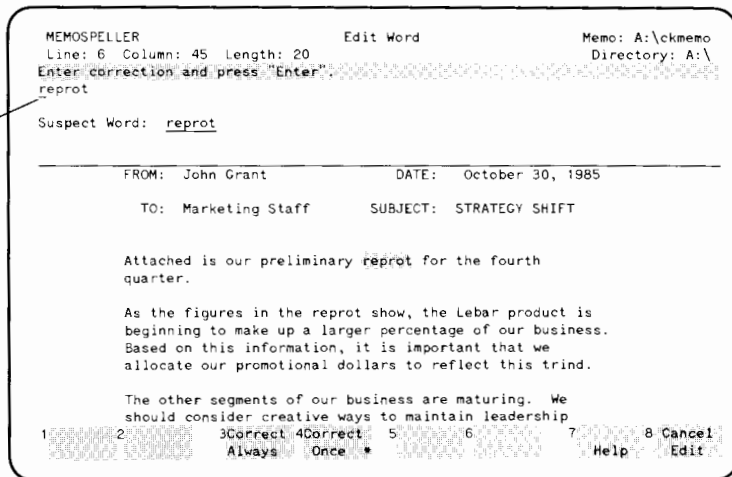 MEMOSPELLER Edit Word Memo: A:\ckmemo
Line: 6 Column: 45 Length: 20 Directory: A:\
Enter correction and press "Enter".
reprot
Suspect Word: reprot
FROM: John Grant DATE: October 30, 1985
TO: Marketing Staff SUBJECT: STRATEGY SHIFT
Attached is our preliminary reprot for the fourth
quarter.
As the figures in the reprot show, the Lebar product is
beginning to make up a larger percentage of our business.
Based on this information, it is important that we
allocate our promotional dollars to reflect this trind.
The other segments of our business are maturing. We
should consider creative ways to maintain leadership
1 2 3Correct 4Correct 5 6 7 8 Cancel
Always Once * Help Edit